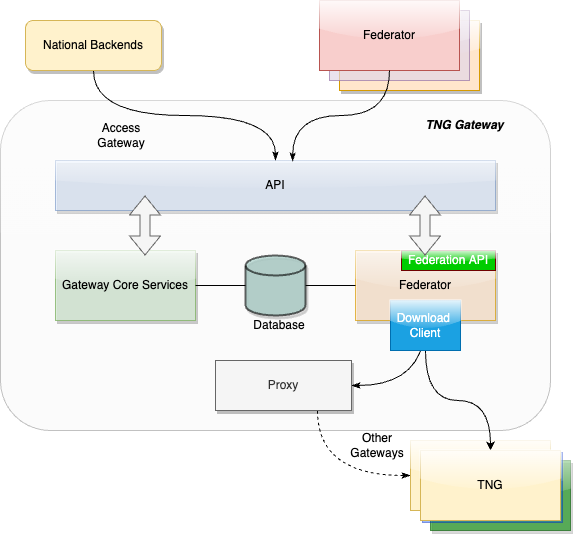 Federator
National Backends
Access
Gateway
TNG Gateway
API
Federation API
Gateway Core Services
Federator
Database
Download
Client
Proxy
Other
Gateways
TNG